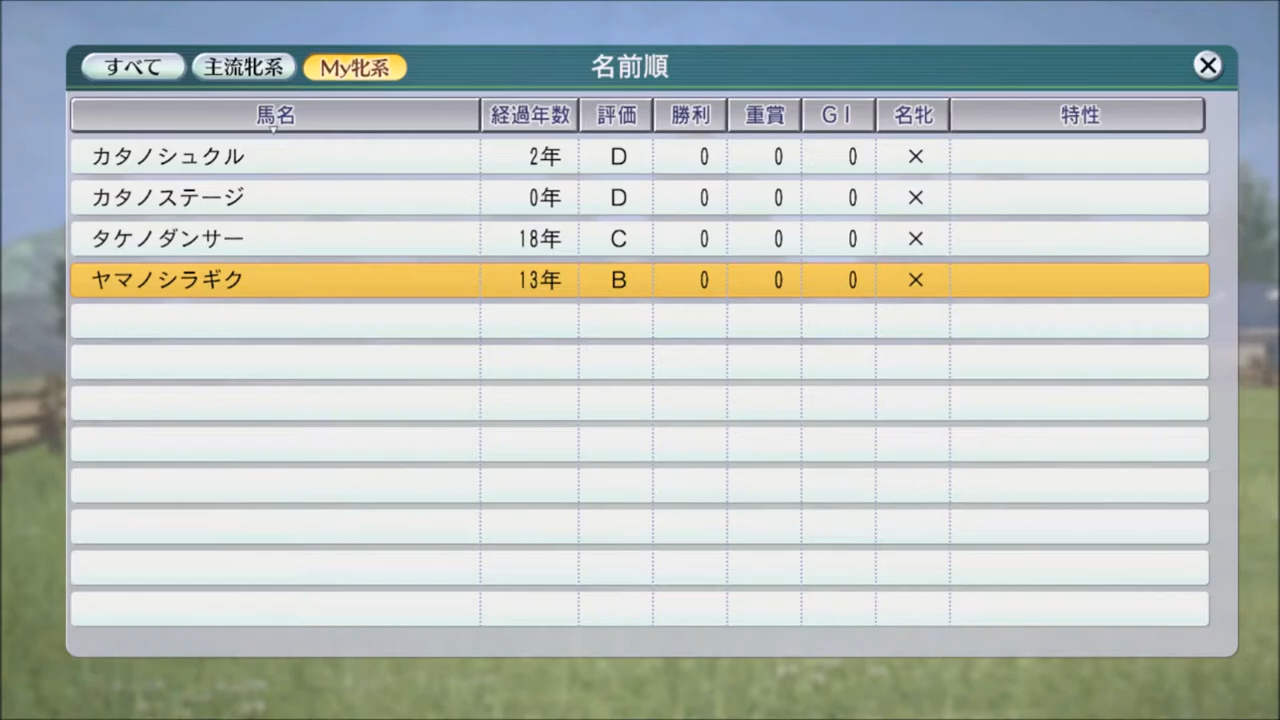 すべて 主流牝系 My牝系 名前順
馬名 経過年数 評価 勝利 重賞 GⅠ 名牝 特性
カタノシュクル 2年 D 0 0 0 ×
カタノステージ 0年 D 0 0 0 ×
タケノダンサー 18年 C 0 0 0 ×
ヤマノシラギク 13年 B 0 0 0 ×